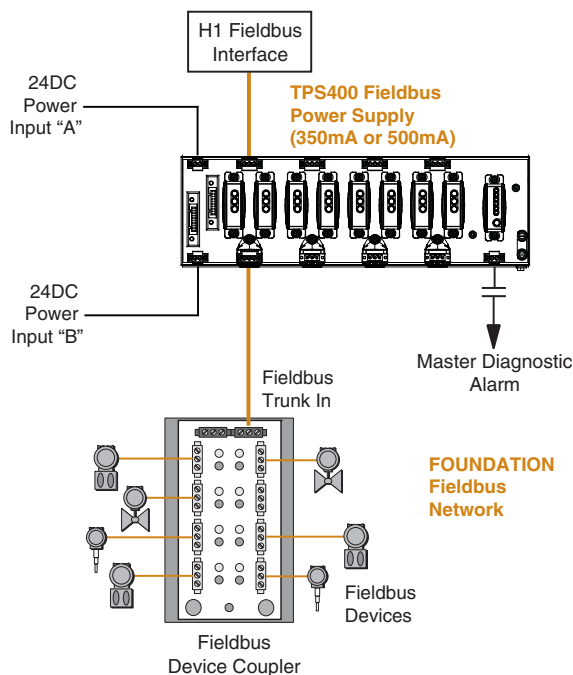 H1 Fieldbus
Interface
24DC
Power
Input “A”
TPS400 Fieldbus
Power Supply
(350mA or 500mA)
24DC
Power
Input “B”
Master Diagnostic
Alarm
Fieldbus
Trunk In
FOUNDATION
Fieldbus
Network
Fieldbus
Devices
Fieldbus
Device Coupler